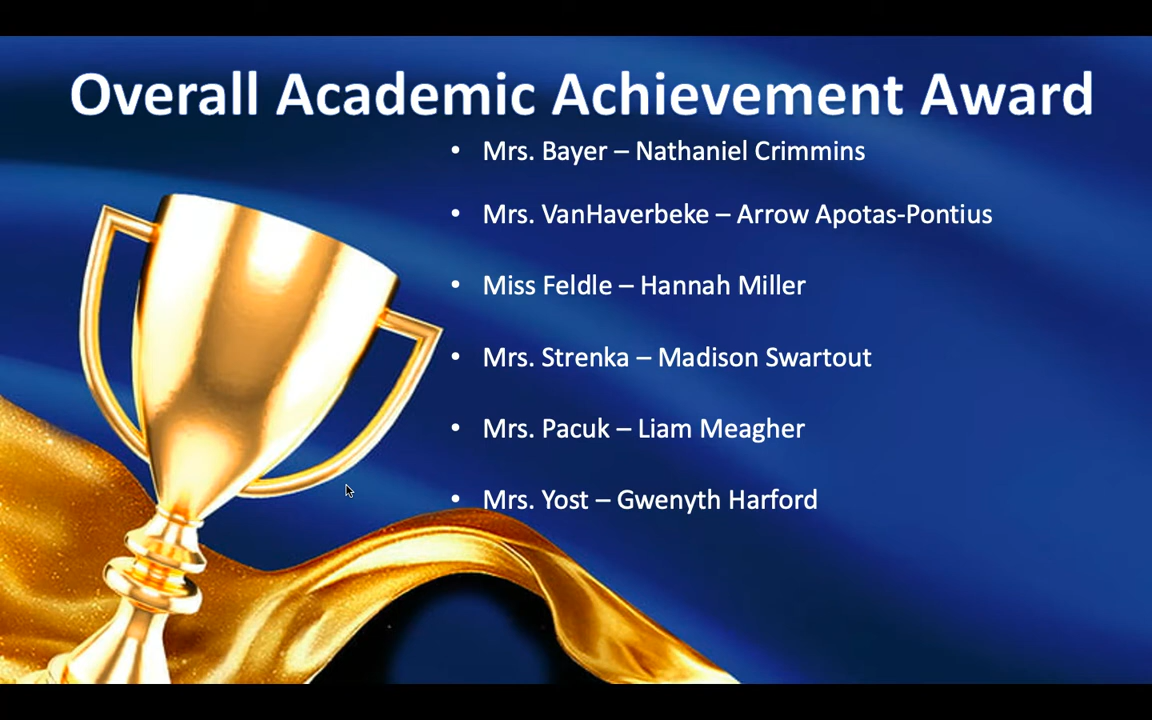 Overall Academic Achievement Award
• Mrs. Bayer – Nathaniel Crimmins
• Mrs. VanHaverbeke – Arrow Apotas-Pontius
• Miss Feldle – Hannah Miller
• Mrs. Strenka – Madison Swartout
• Mrs. Pacuk – Liam Meagher
• Mrs. Yost – Gwenyth Harford